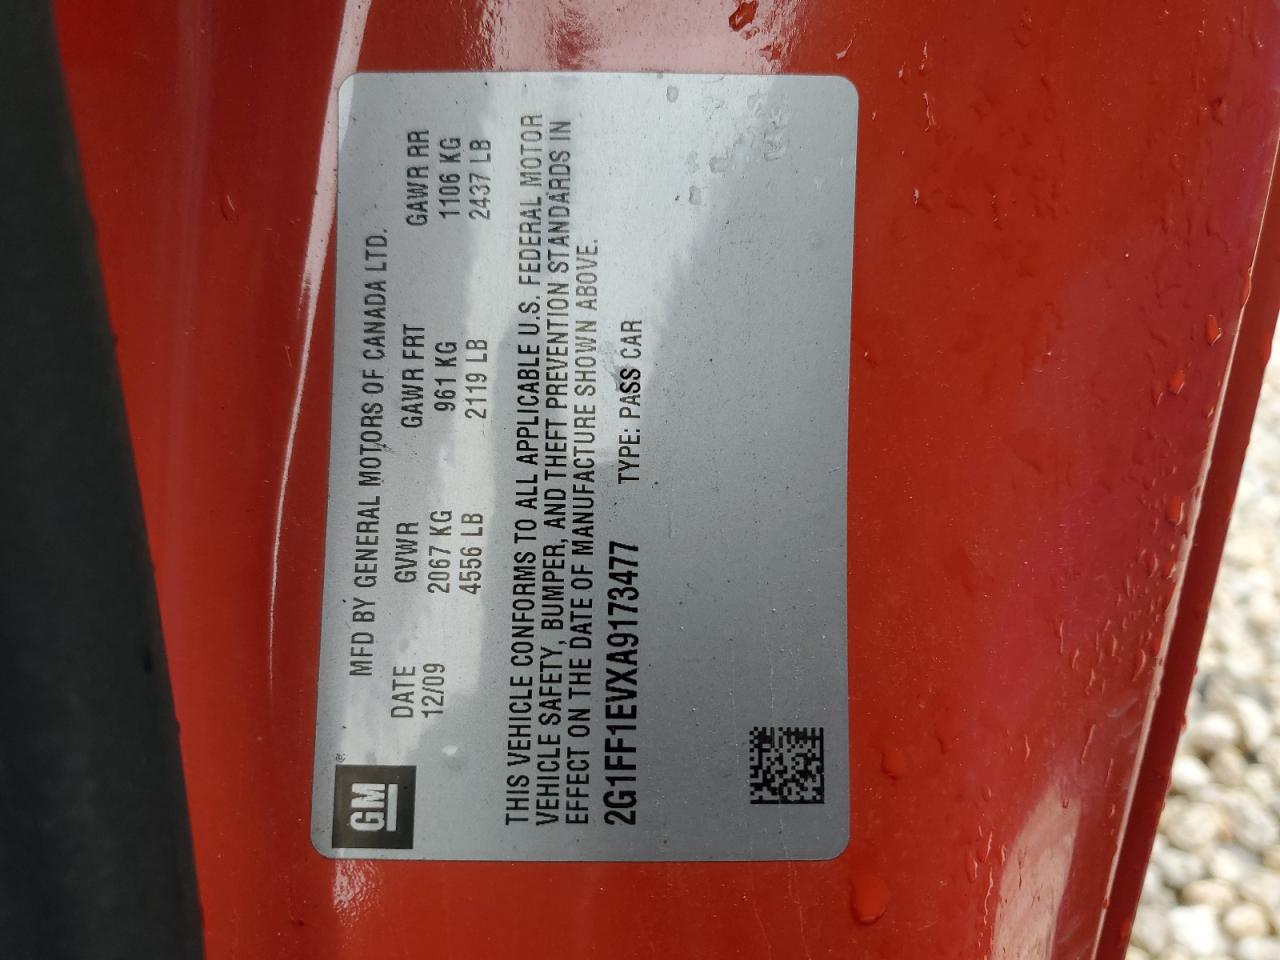 GM®
MFD BY GENERAL MOTORS OF CANADA LTD.
DATE GVWR GAWR FRT GAWR RR
12/09 2067 KG 961 KG 1106 KG
4556 LB 2119 LB 2437 LB
THIS VEHICLE CONFORMS TO ALL APPLICABLE U.S. FEDERAL MOTOR
VEHICLE SAFETY, BUMPER, AND THEFT PREVENTION STANDARDS IN
EFFECT ON THE DATE OF MANUFACTURE SHOWN ABOVE.
2G1FF1EVXA9173477 TYPE: PASS CAR